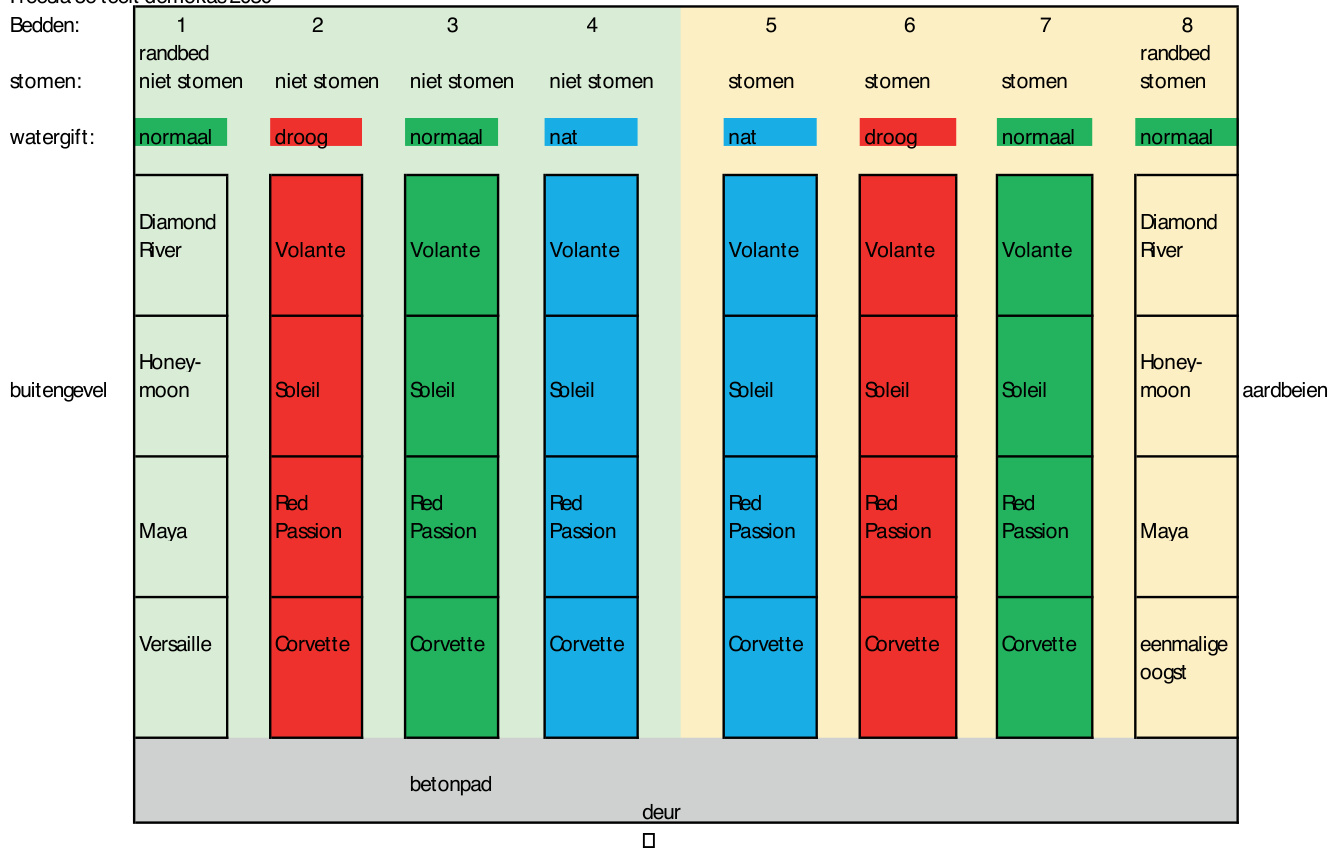 Bedden: 1 2 3 4 5 6 7 8
randbed randbed
stomen: niet stomen niet stomen niet stomen niet stomen stomen stomen stomen stomen
watergift: normaal droog normaal nat nat droog normaal normaal
Diamond Diamond
River Volante Volante Volante Volante Volante Volante River
Honey- Honey-
buitengevel moon Soleil Soleil Soleil Soleil Soleil Soleil moon aardbeien
Red Red Red Red Red Red
Maya Passion Passion Passion Passion Passion Passion Maya
Versaille Corvette Corvette Corvette Corvette Corvette Corvette eenmalige
oogst
betonpad
deur